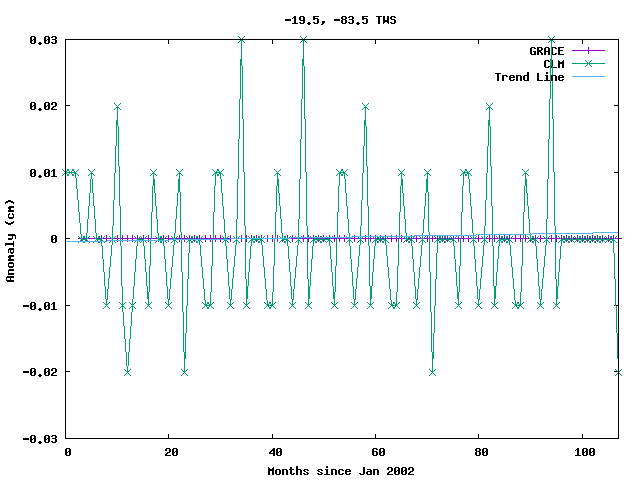 -19.5, -83.5 TWS
GRACE
CLM
Trend Line
0.03
0.02
0.01
0
-0.01
-0.02
-0.03
Anomaly (cm)
0 20 40 60 80 100
Months since Jan 2002